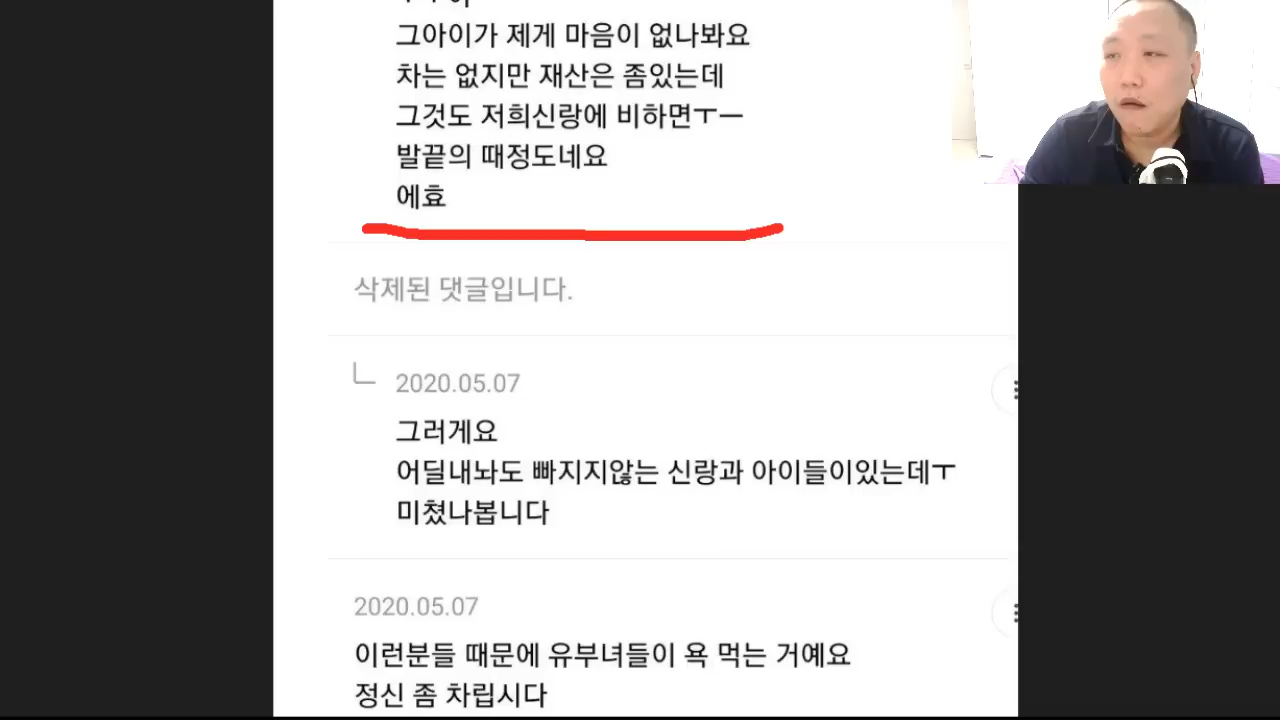 그아이가 제게 마음이 없나봐요
차는 없지만 재산은 좀있는데
그것도 저희신랑에 비하면ㅜㅡ
발끝의 때정도네요
에효
삭제된 댓글입니다.
2020.05.07
그러게요
어딜내놔도 빠지지않는 신랑과 아이들이있는데ㅜ
미쳤나봅니다
2020.05.07
이런분들 때문에 유부녀들이 욕 먹는 거예요
정신 좀 차립시다